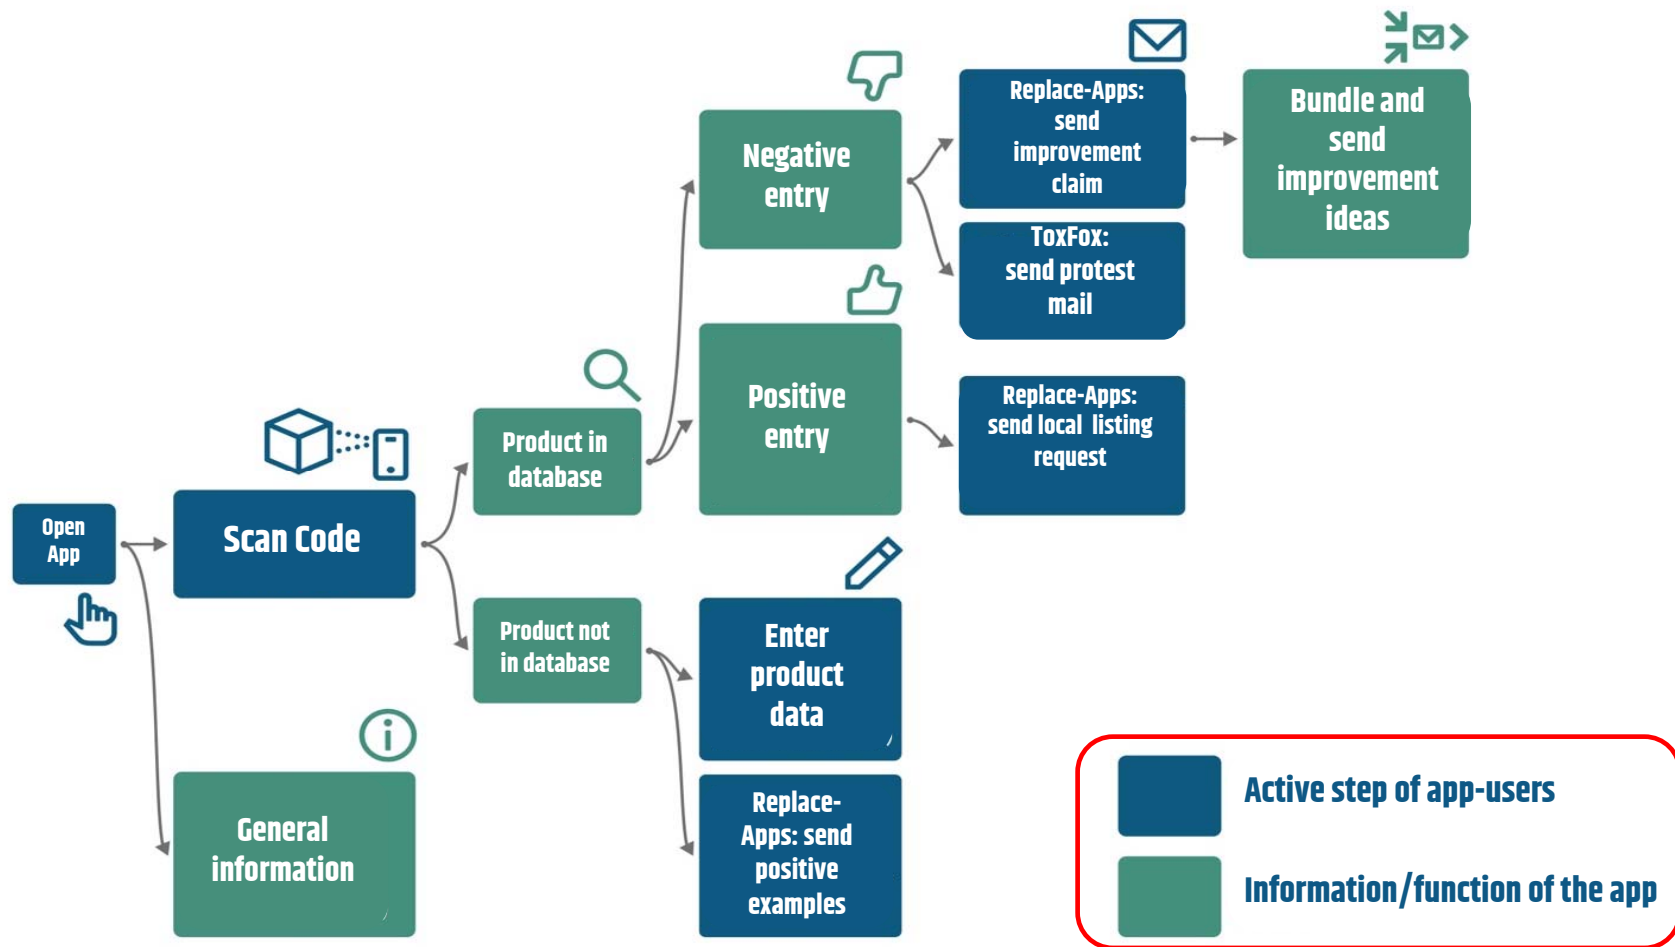 Open
App
Scan Code
General
information
Product in
database
Product not
in database
Negative
entry
Positive
entry
Enter
product
data
Replace-
Apps: send
positive
examples
Replace-Apps:
send
improvement
claim
ToxFox:
send protest
mail
Replace-Apps:
send local listing
request
Bundle and
send
improvement
ideas
Active step of app-users
Information/function of the app